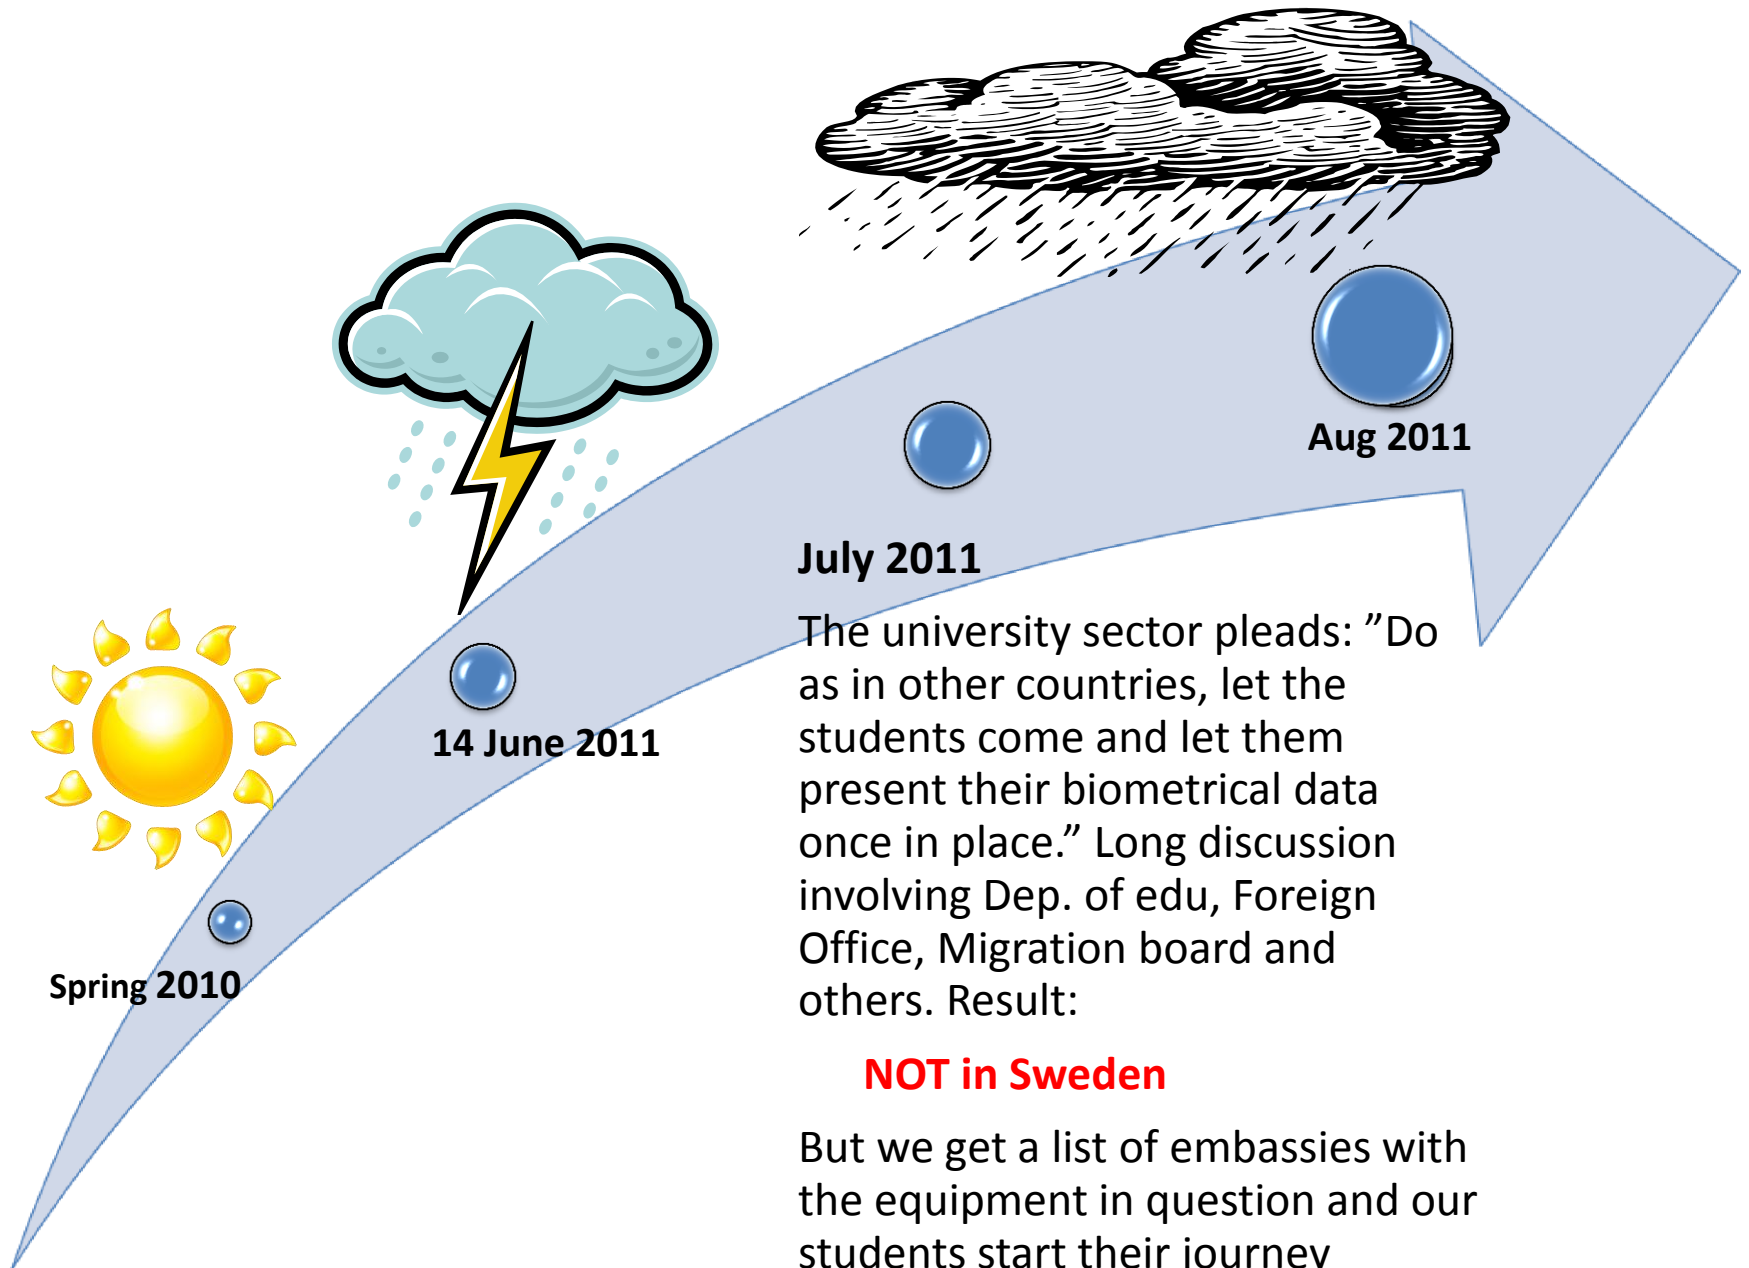 Aug 2011
July 2011
The university sector pleads: ”Do
as in other countries, let the
students come and let them
present their biometrical data
once in place.” Long discussion
involving Dep. of edu, Foreign
Office, Migration board and
others. Result:
NOT in Sweden
But we get a list of embassies with
the equipment in question and our
students start their journey
14 June 2011
Spring 2010